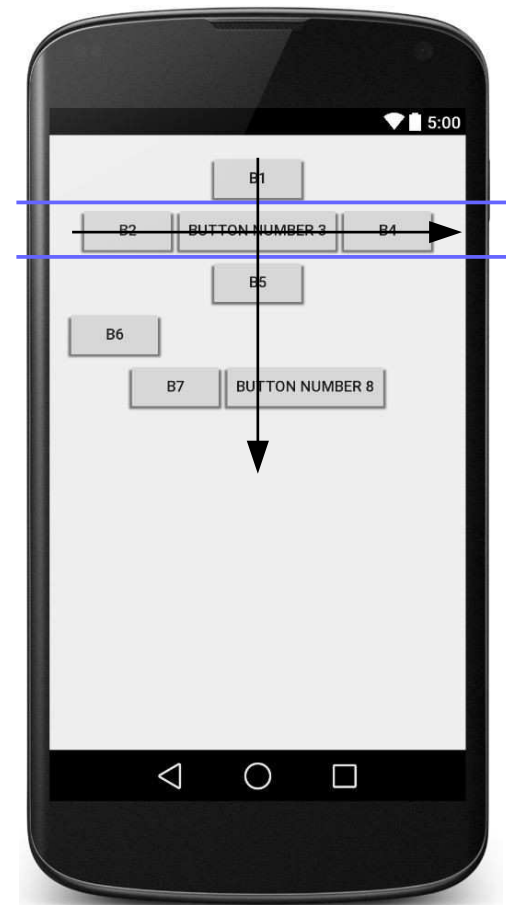 5:00
B1
B2 BUTTON NUMBER 3 B4
B5
B6
B7 BUTTON NUMBER 8